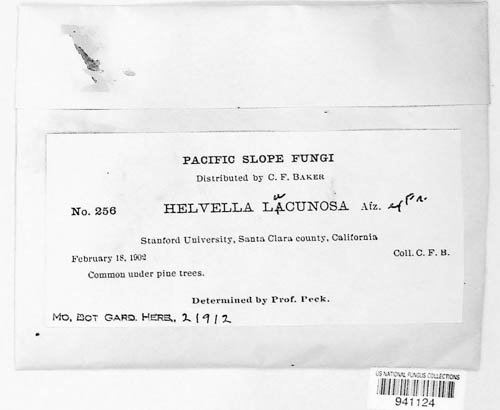 PACIFIC SLOPE FUNGI
Distributed by C. F. BAKER
No. 256 HELVELLA LACUNOSA Afz. ex Fr.
Stanford University, Santa Clara county, California
February 18, 1902 Coll. C. F. B.
Common under pine trees.
Determined by Prof. Peck.
MO. BOT GARD. HERB. 21912
US NATIONAL FUNGUS COLLECTIONS
941124